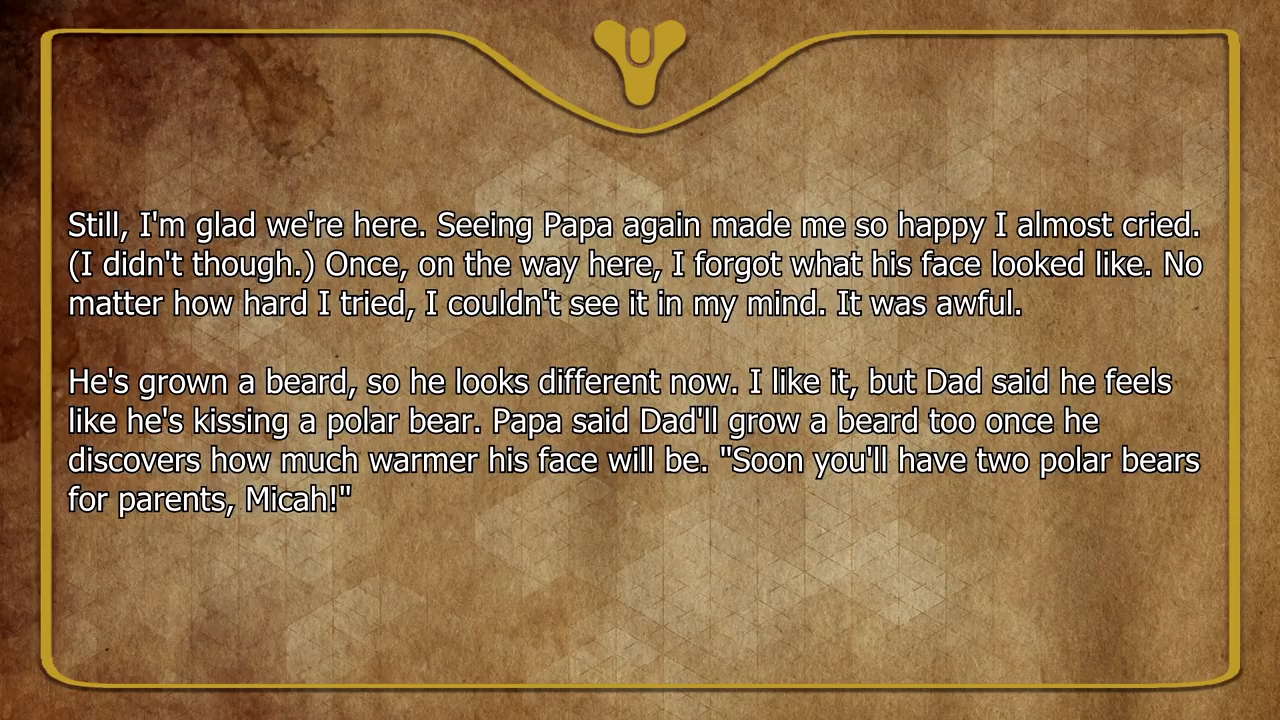 Still, I'm glad we're here. Seeing Papa again made me so happy I almost cried.
(I didn't though.) Once, on the way here, I forgot what his face looked like. No
matter how hard I tried, I couldn't see it in my mind. It was awful.
He's grown a beard, so he looks different now. I like it, but Dad said he feels
like he's kissing a polar bear. Papa said Dad'll grow a beard too once he
discovers how much warmer his face will be. "Soon you'll have two polar bears
for parents, Micah!"